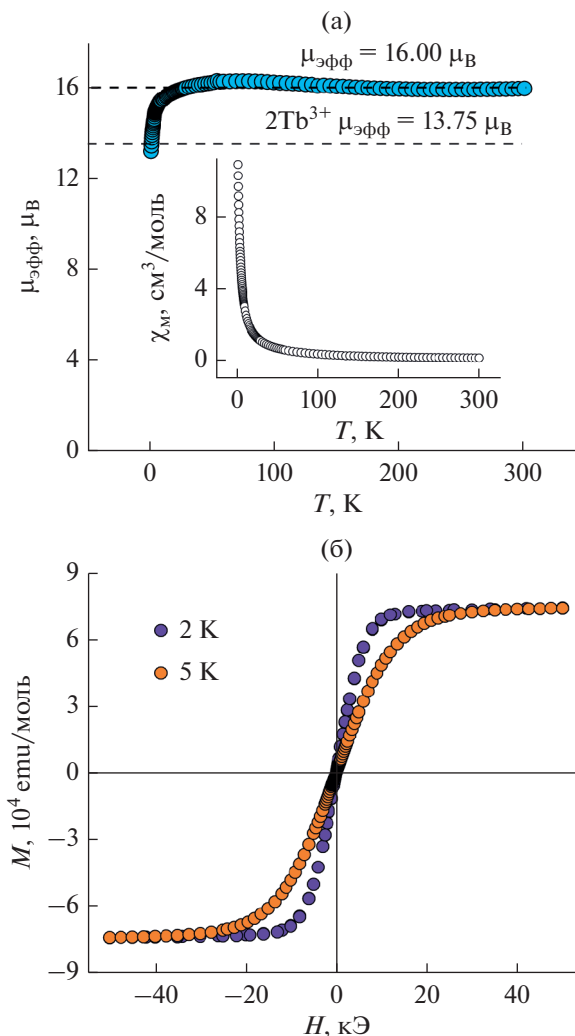 (а)
μэфф = 16.00 μB
2Tb³⁺ μэфф = 13.75 μB
μэфф, μB
16
12
8
4
0
χм, см³/моль
8
4
0
0 100 200 300
T, K
0 100 200 300
T, K
(б)
M, 10⁴ emu/моль
9
6
3
0
−3
−6
−9
2 K
5 K
−40 −20 0 20 40
H, кЭ